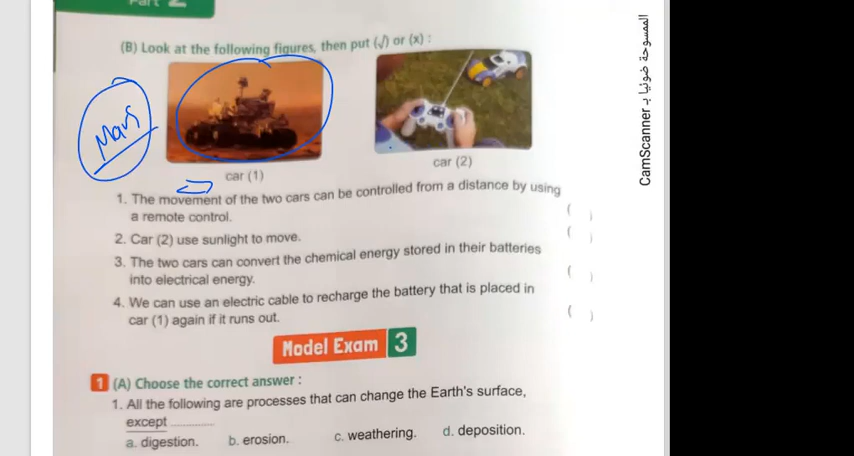 Part 2
(B) Look at the following figures, then put (√) or (x) :
Mars
car (1)
car (2)
1. The movement of the two cars can be controlled from a distance by using
a remote control. ( )
2. Car (2) use sunlight to move. ( )
3. The two cars can convert the chemical energy stored in their batteries
into electrical energy. ( )
4. We can use an electric cable to recharge the battery that is placed in
car (1) again if it runs out. ( )
Model Exam 3
1 (A) Choose the correct answer :
1. All the following are processes that can change the Earth's surface,
except ............
a. digestion. b. erosion. c. weathering. d. deposition.
الممسوحة ضوئيا بـ CamScanner